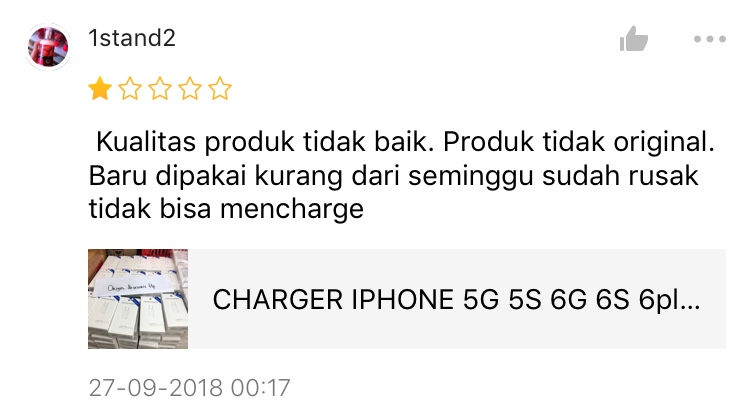 1stand2
Kualitas produk tidak baik. Produk tidak original.
Baru dipakai kurang dari seminggu sudah rusak
tidak bisa mencharge
CHARGER IPHONE 5G 5S 6G 6S 6pl...
27-09-2018 00:17